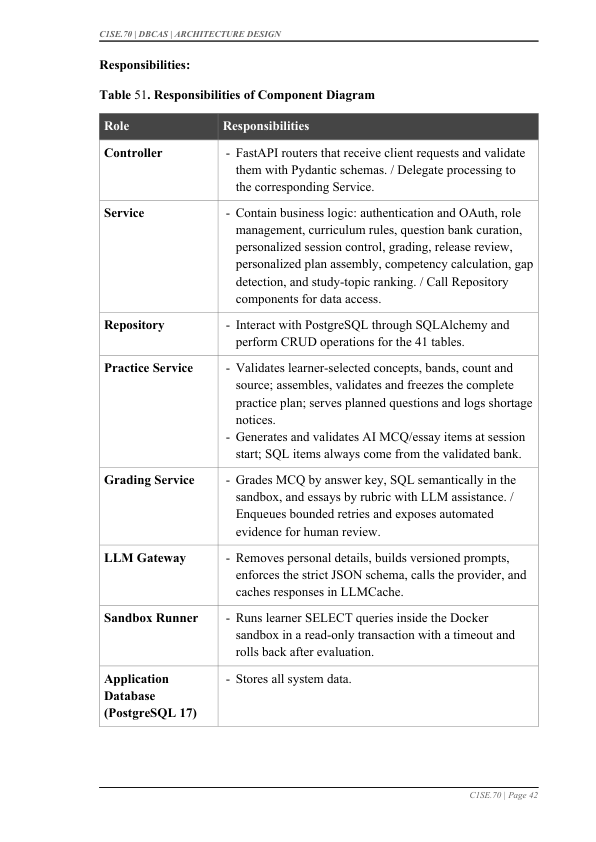 C1SE.70 | DBCAS | ARCHITECTURE DESIGN
Responsibilities:
Table 51. Responsibilities of Component Diagram
Role Responsibilities
Controller - FastAPI routers that receive client requests and validate
them with Pydantic schemas. / Delegate processing to
the corresponding Service.
Service - Contain business logic: authentication and OAuth, role
management, curriculum rules, question bank curation,
personalized session control, grading, release review,
personalized plan assembly, competency calculation, gap
detection, and study-topic ranking. / Call Repository
components for data access.
Repository - Interact with PostgreSQL through SQLAlchemy and
perform CRUD operations for the 41 tables.
Practice Service - Validates learner-selected concepts, bands, count and
source; assembles, validates and freezes the complete
practice plan; serves planned questions and logs shortage
notices.
- Generates and validates AI MCQ/essay items at session
start; SQL items always come from the validated bank.
Grading Service - Grades MCQ by answer key, SQL semantically in the
sandbox, and essays by rubric with LLM assistance. /
Enqueues bounded retries and exposes automated
evidence for human review.
LLM Gateway - Removes personal details, builds versioned prompts,
enforces the strict JSON schema, calls the provider, and
caches responses in LLMCache.
Sandbox Runner - Runs learner SELECT queries inside the Docker
sandbox in a read-only transaction with a timeout and
rolls back after evaluation.
Application - Stores all system data.
Database
(PostgreSQL 17)
C1SE.70 | Page 42